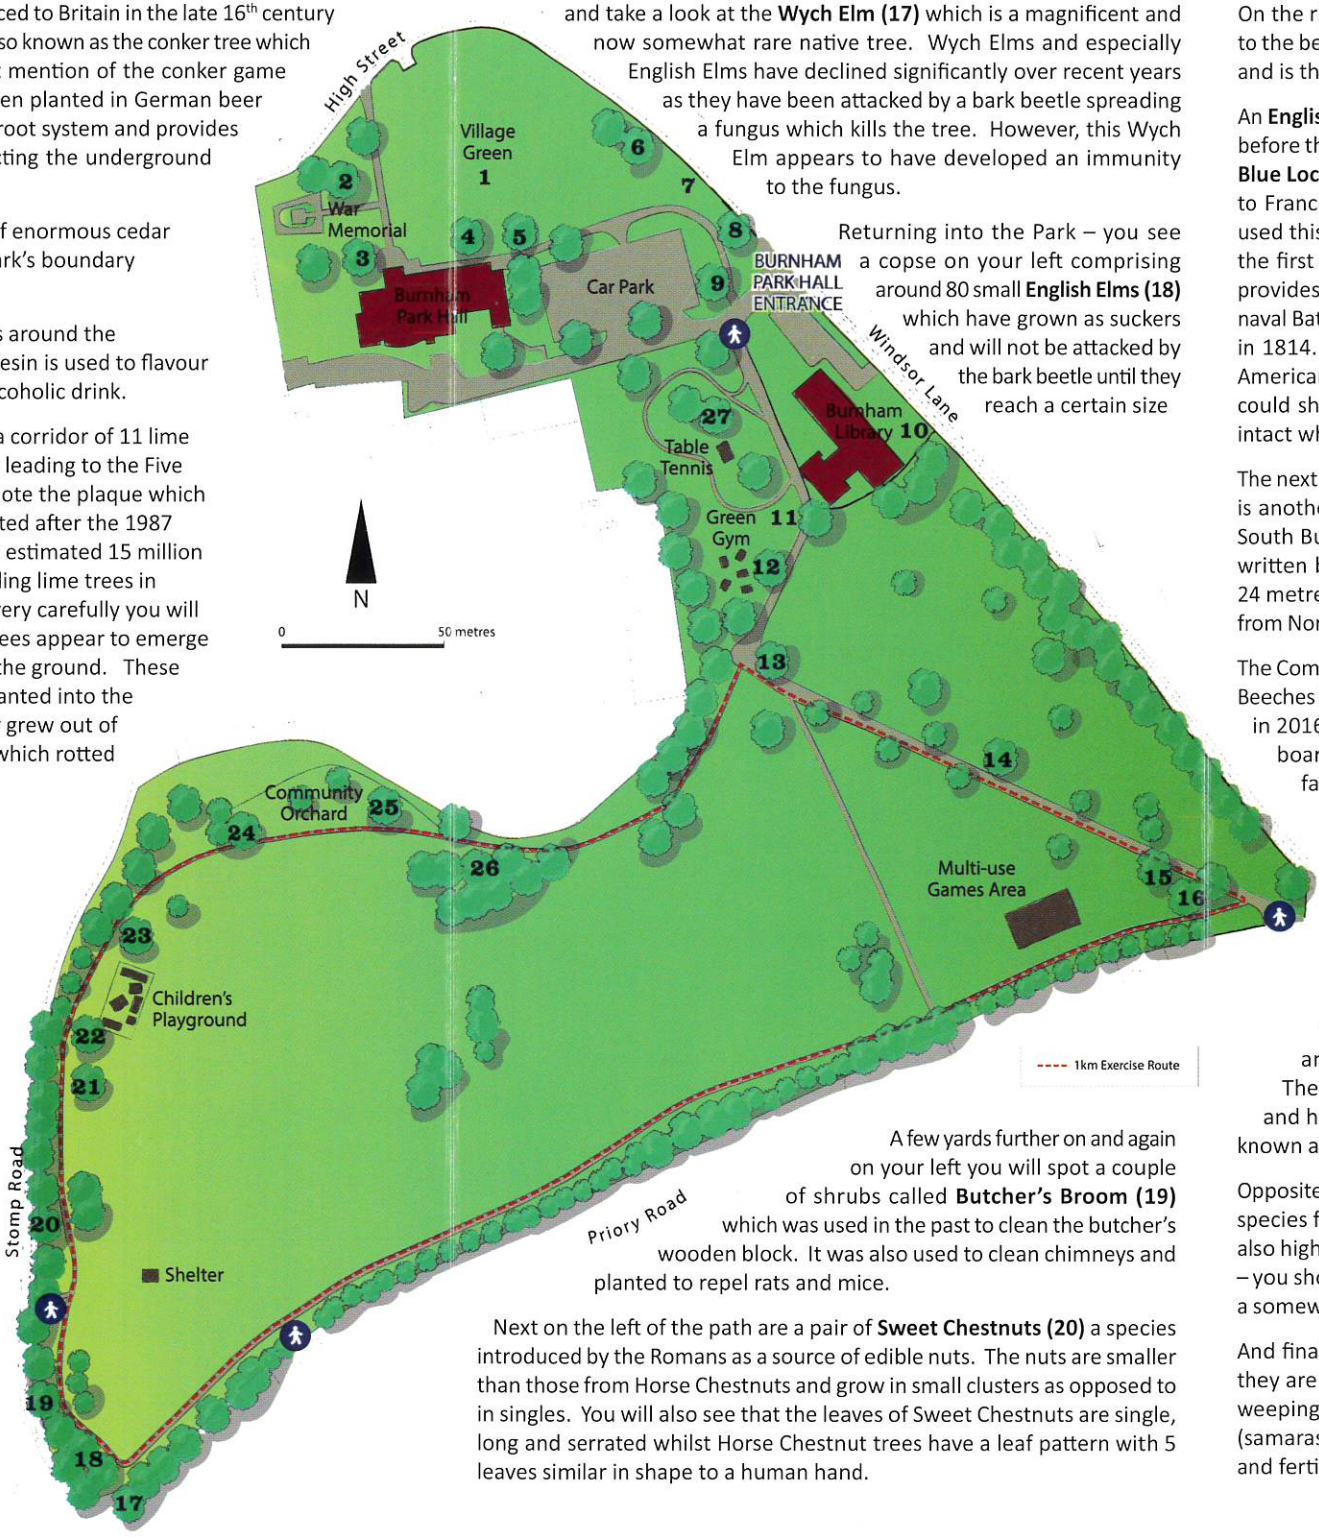 ced to Britain in the late 16th century
so known as the conker tree which
t mention of the conker game
en planted in German beer
root system and provides
cting the underground
f enormous cedar
ark's boundary
s around the
esin is used to flavour
coholic drink.
a corridor of 11 lime
leading to the Five
ote the plaque which
ted after the 1987
estimated 15 million
ling lime trees in
very carefully you will
ees appear to emerge
the ground. These
anted into the
grew out of
which rotted
and take a look at the Wych Elm (17) which is a magnificent and
now somewhat rare native tree. Wych Elms and especially
English Elms have declined significantly over recent years
as they have been attacked by a bark beetle spreading
a fungus which kills the tree. However, this Wych
Elm appears to have developed an immunity
to the fungus.
Returning into the Park – you see
a copse on your left comprising
around 80 small English Elms (18)
which have grown as suckers
and will not be attacked by
the bark beetle until they
reach a certain size
On the r
to the be
and is th
An Englis
before th
Blue Loc
to Franc
used this
the first
provides
naval Bat
in 1814.
American
could sh
intact wh
The next
is anothe
South Bu
written b
24 metre
from Nor
The Com
Beeches
in 2016
boar
fa
High Street
Village
Green
1
2
War
Memorial
3
4
5
6
7
8
9
Burnham
Park Hall
Car Park
BURNHAM
PARK HALL
ENTRANCE
Windsor Lane
Burnham
Library 10
27
Table
Tennis
Green
Gym
11
12
N
0 50 metres
13
14
15
16
Multi-use
Games Area
Community
Orchard
25
24
26
23
Children's
Playground
22
21
Stomp Road
20
Shelter
19
18
17
Priory Road
1km Exercise Route
A few yards further on and again
on your left you will spot a couple
of shrubs called Butcher's Broom (19)
which was used in the past to clean the butcher's
wooden block. It was also used to clean chimneys and
planted to repel rats and mice.
Next on the left of the path are a pair of Sweet Chestnuts (20) a species
introduced by the Romans as a source of edible nuts. The nuts are smaller
than those from Horse Chestnuts and grow in small clusters as opposed to
in singles. You will also see that the leaves of Sweet Chestnuts are single,
long and serrated whilst Horse Chestnut trees have a leaf pattern with 5
leaves similar in shape to a human hand.
ar
The
and h
known a
Opposite
species f
also high
– you sho
a somew
And fina
they are
weeping
(samaras
and ferti